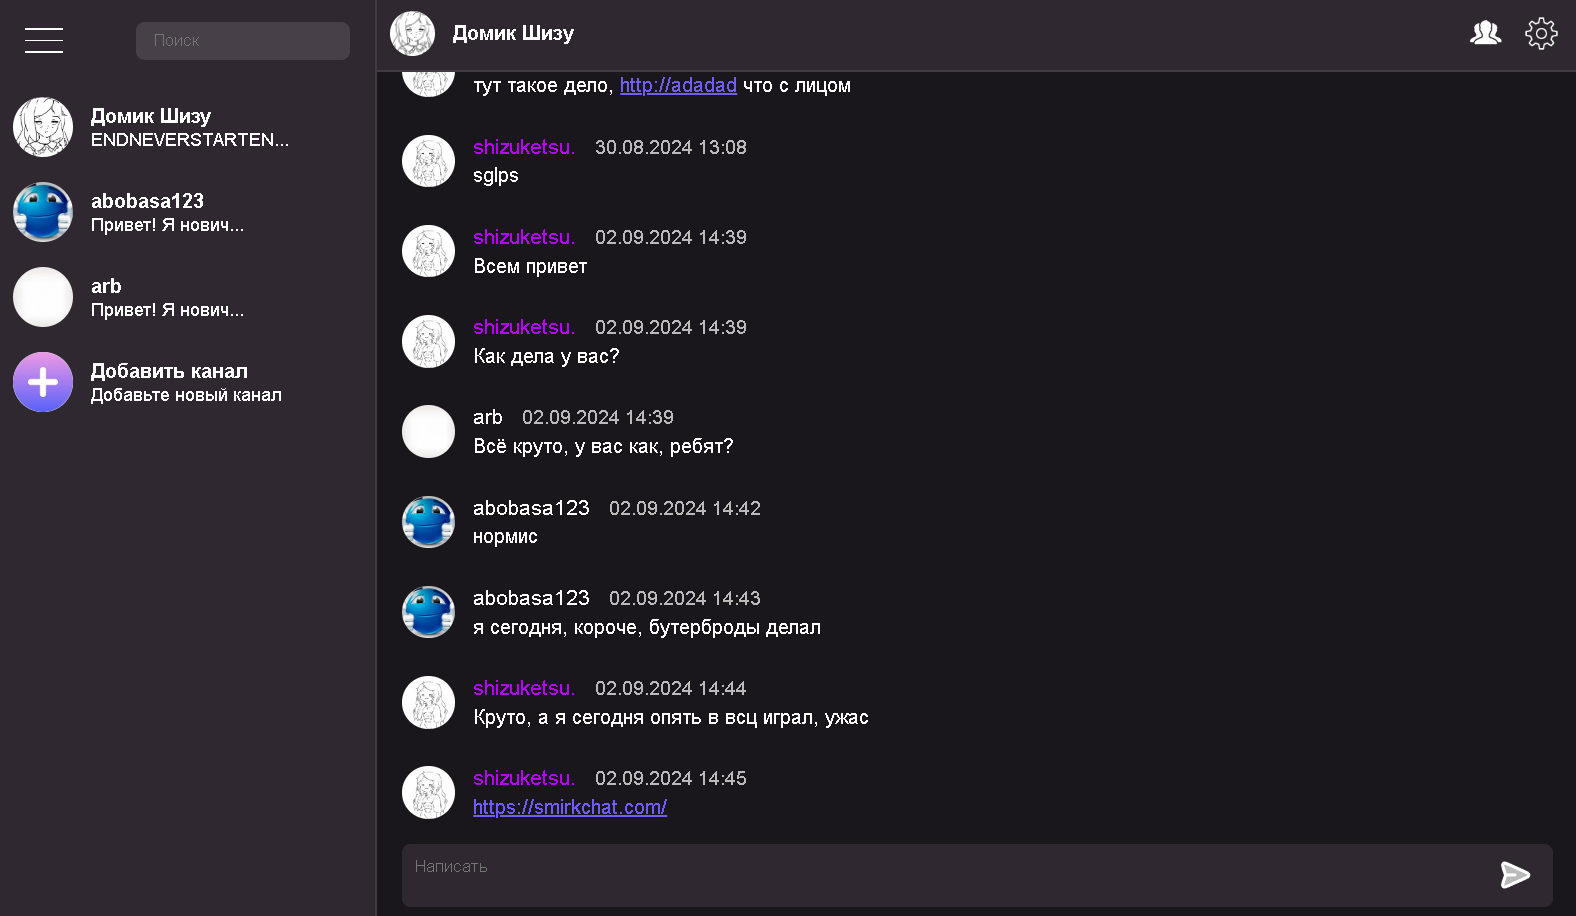 Поиск
Домик Шизу
ENDNEVERSTARTEN...
abobasa123
Привет! Я нович...
arb
Привет! Я нович...
Добавить канал
Добавьте новый канал
Домик Шизу
тут такое дело, http://adadad что с лицом
shizuketsu. 30.08.2024 13:08
sglps
shizuketsu. 02.09.2024 14:39
Всем привет
shizuketsu. 02.09.2024 14:39
Как дела у вас?
arb 02.09.2024 14:39
Всё круто, у вас как, ребят?
abobasa123 02.09.2024 14:42
нормис
abobasa123 02.09.2024 14:43
я сегодня, короче, бутерброды делал
shizuketsu. 02.09.2024 14:44
Круто, а я сегодня опять в всц играл, ужас
shizuketsu. 02.09.2024 14:45
https://smirkchat.com/
Написать